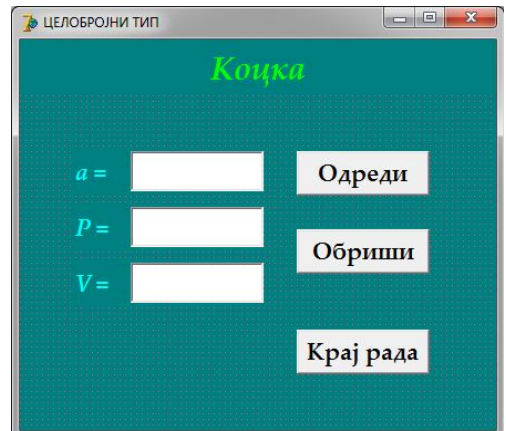 ЦЕЛОБРОЈНИ ТИП
Коцка
a =
Одреди
P =
Обриши
V =
Крај рада